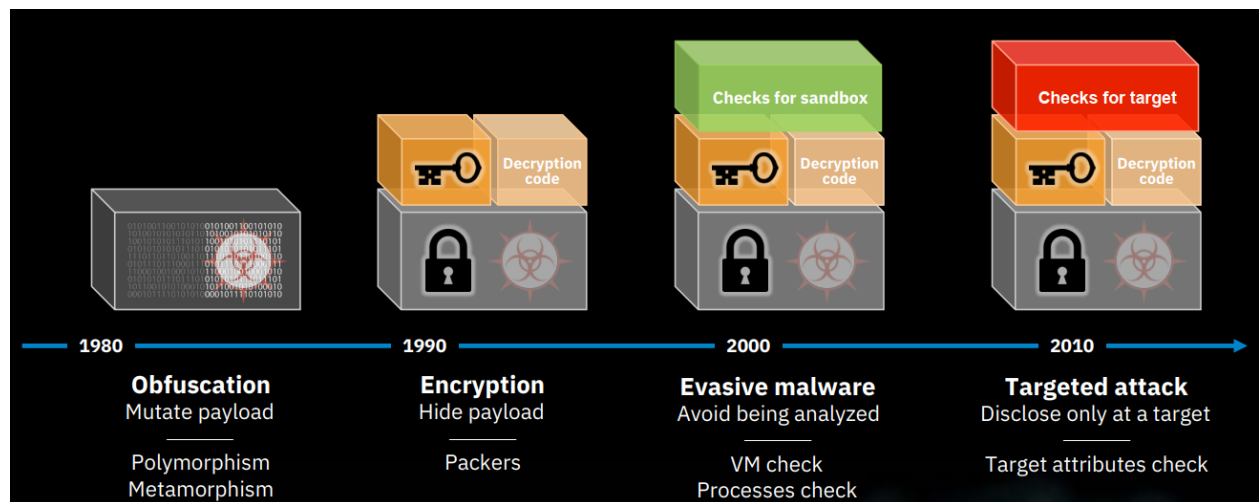 Checks for sandbox
Checks for target
Decryption
code
Decryption
code
Decryption
code
1980
1990
2000
2010
Obfuscation
Mutate payload
Polymorphism
Metamorphism
Encryption
Hide payload
Packers
Evasive malware
Avoid being analyzed
VM check
Processes check
Targeted attack
Disclose only at a target
Target attributes check